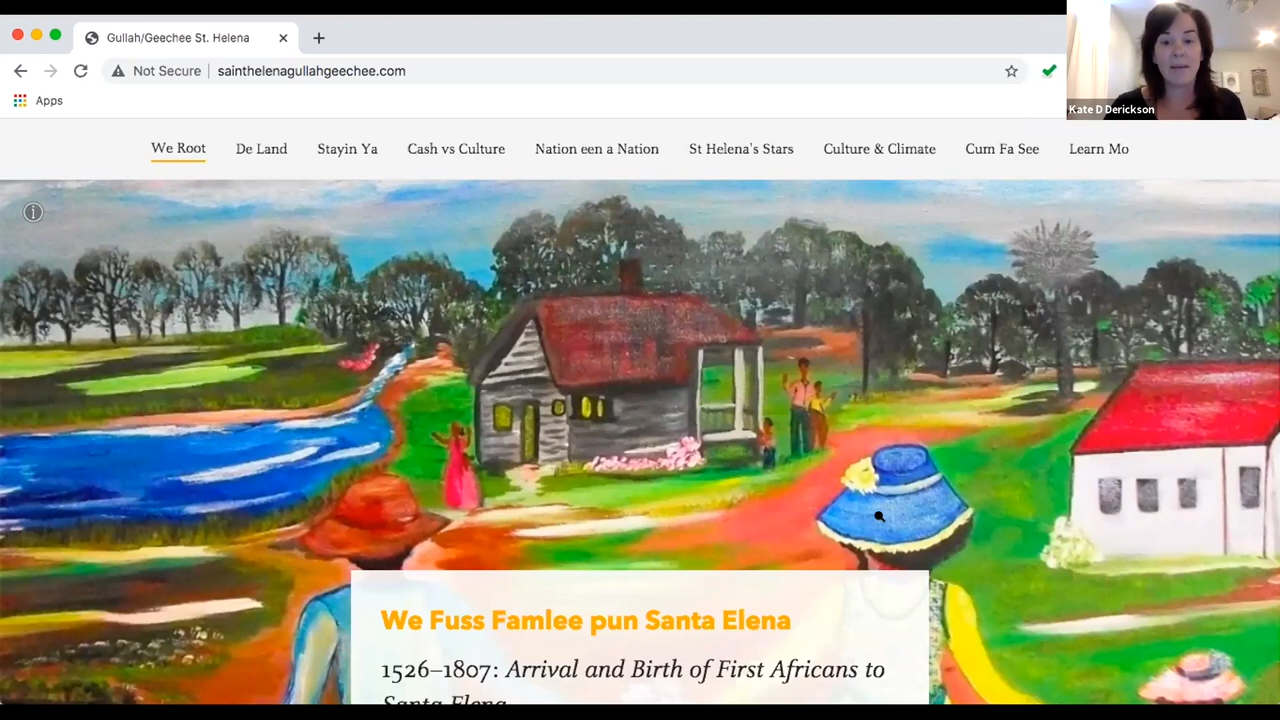 Gullah/Geechee St. Helena
Not Secure
sainthelenagullahgeechee.com
Apps
Kate D Derickson
We Root
De Land
Stayin Ya
Cash vs Culture
Nation een a Nation
St Helena's Stars
Culture & Climate
Cum Fa See
Learn Mo
We Fuss Famlee pun Santa Elena
1526–1807: Arrival and Birth of First Africans to
Santa Elena